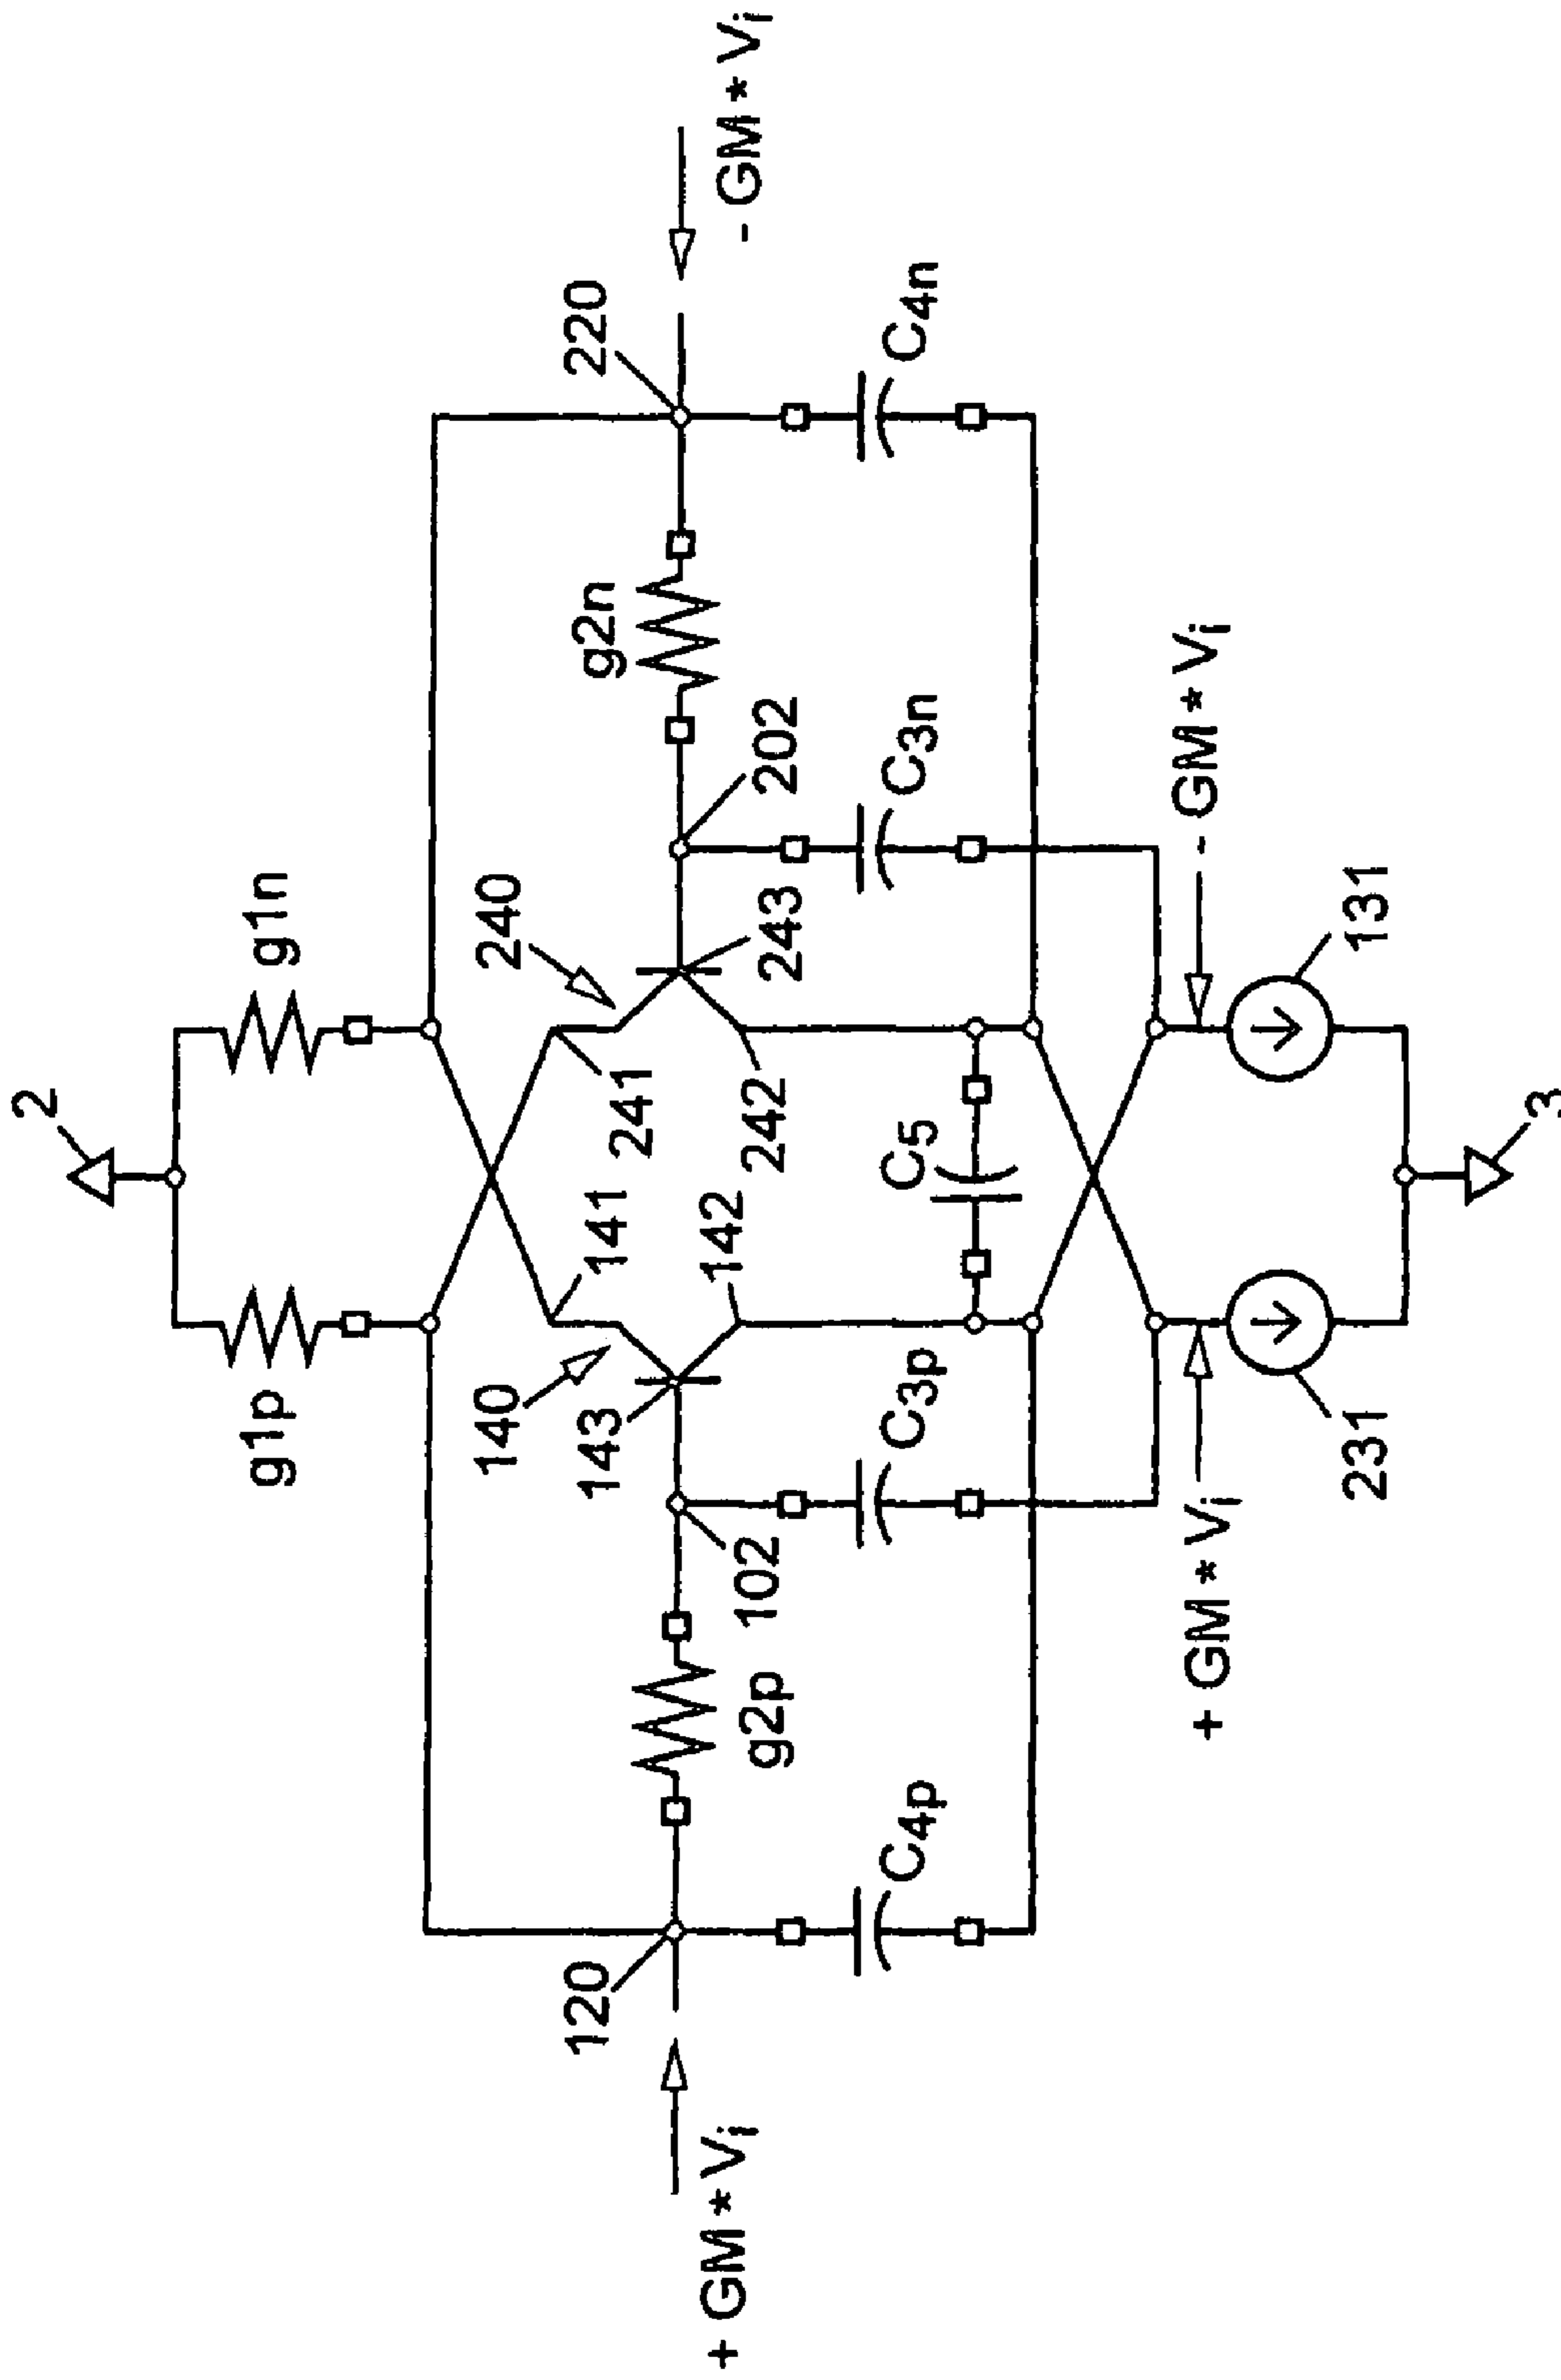 2
g1p
g1n
140
141
241
240
120
g2p
102
143
142
242
243
202
g2n
220
+ GM * Vi
- GM * Vi
C4p
C3p
C5
C3n
C4n
+ GM * Vi
- GM * Vi
231
131
3